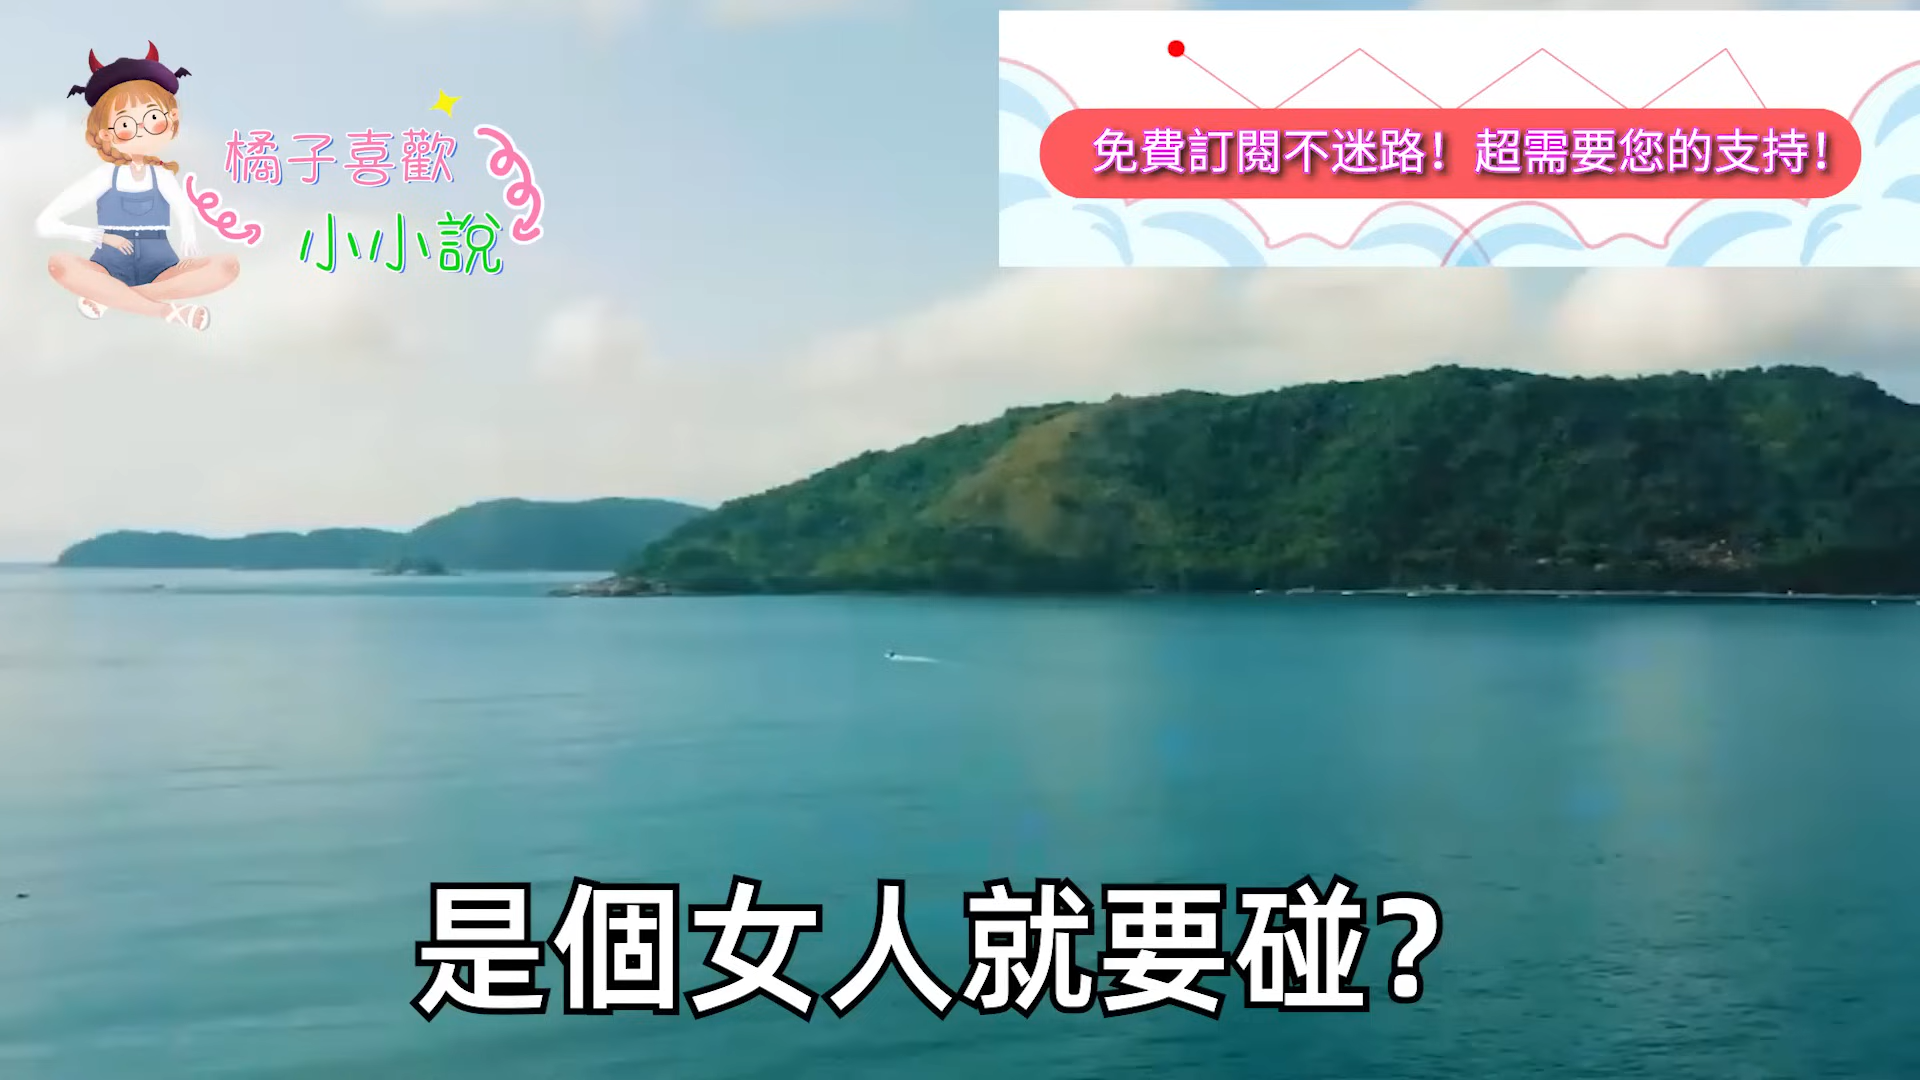 橘子喜歡
小小說
免費訂閱不迷路！超需要您的支持！
是個女人就要碰？